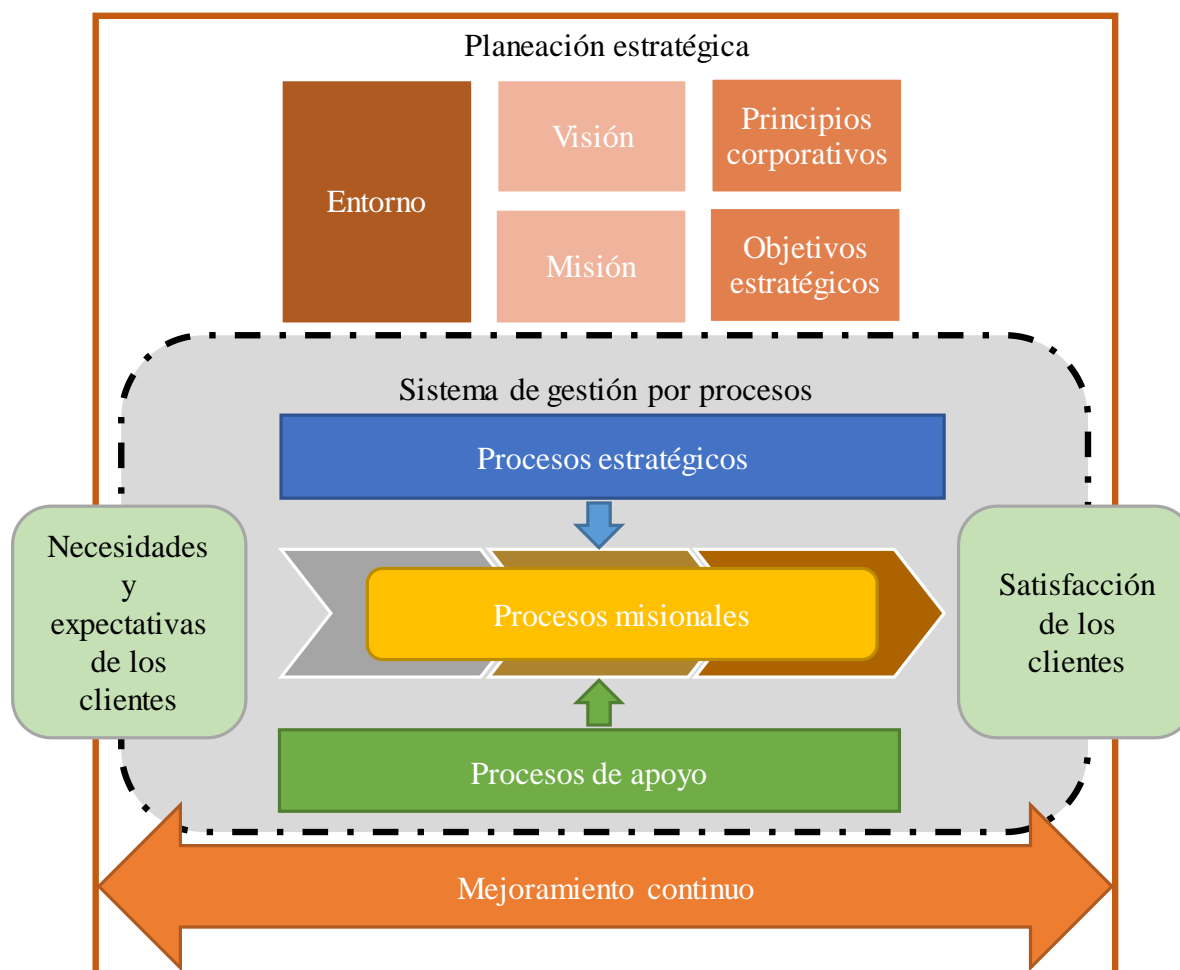 Planeación estratégica
Entorno
Visión
Misión
Principios
corporativos
Objetivos
estratégicos
Sistema de gestión por procesos
Procesos estratégicos
Necesidades
y
expectativas
de los
clientes
Procesos misionales
Satisfacción
de los
clientes
Procesos de apoyo
Mejoramiento continuo